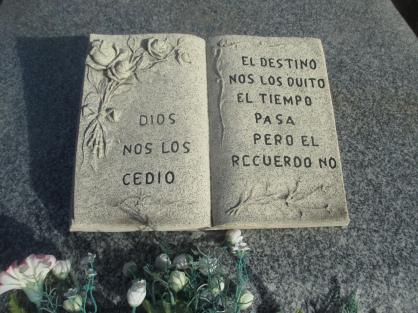 DIOS
NOS LOS
CEDIO
EL DESTINO
NOS LOS QUITO
EL TIEMPO
PASA
PERO EL
RECUERDO NO